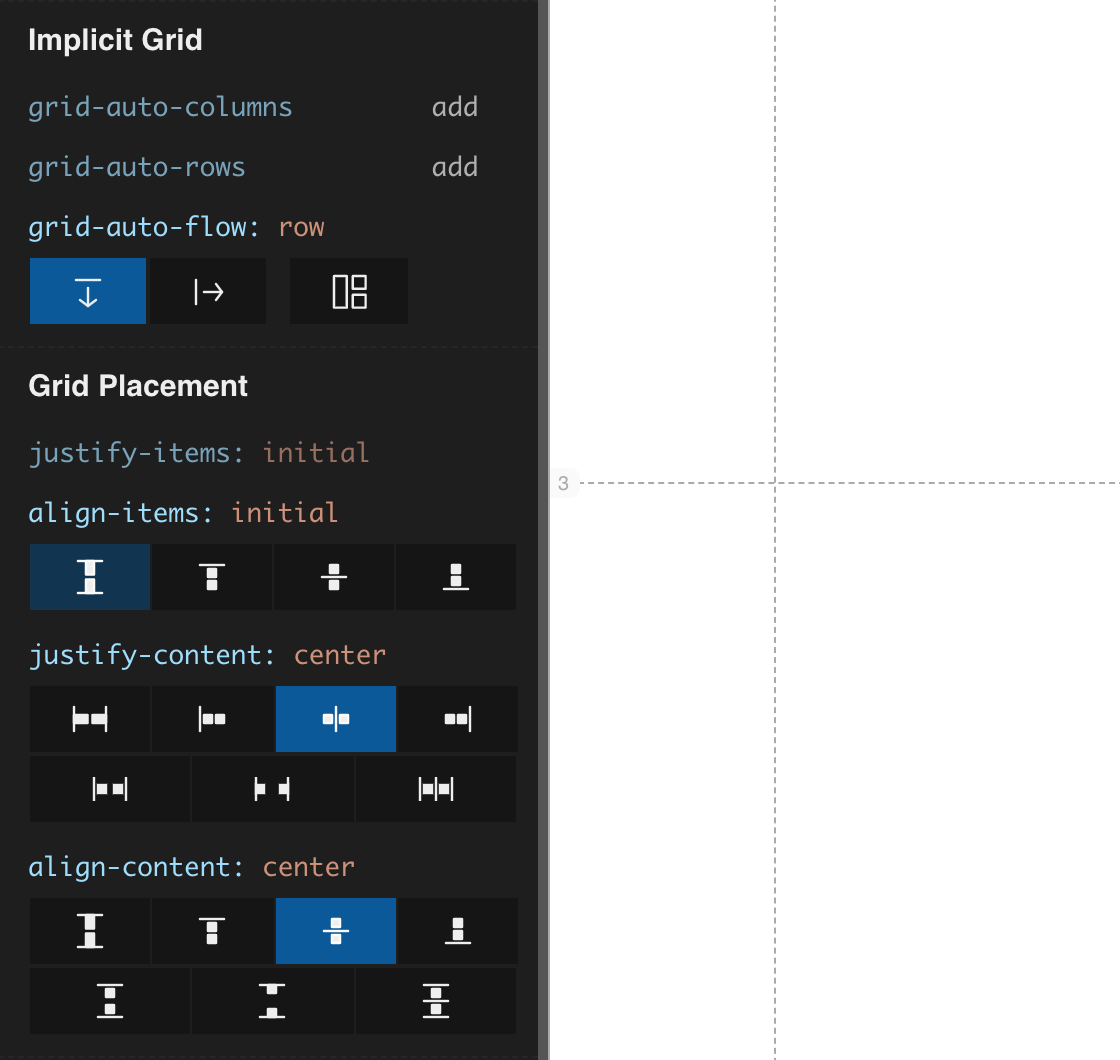 Implicit Grid
grid-auto-columns add
grid-auto-rows add
grid-auto-flow: row
Grid Placement
justify-items: initial
align-items: initial
justify-content: center
align-content: center
3